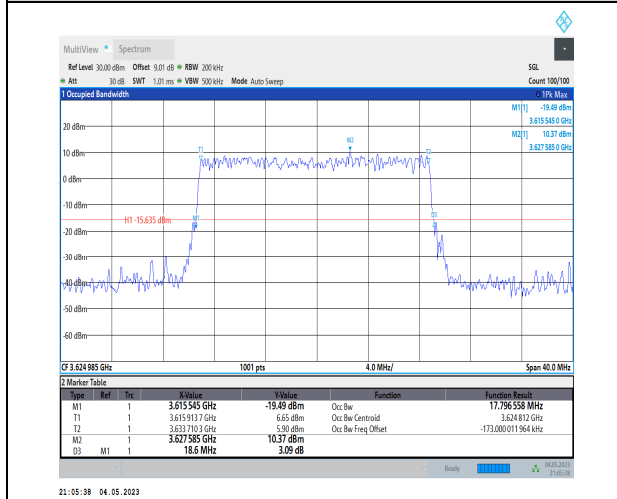 MultiView Spectrum
Ref Level 30.00 dBm Offset 9.01 dB RBW 200 kHz SGL
Att 30 dB SWT 1.01 ms VBW 500 kHz Mode Auto Sweep Count 100/100
1 Occupied Bandwidth 1Pk Max
M1[1] -19.49 dBm
3.615 545 0 GHz
20 dBm
M2[1] 10.37 dBm
3.627 585 0 GHz
M2
T1 T2
10 dBm
0 dBm
-10 dBm
H1 -15.635 dBm M1 D3
-20 dBm
-30 dBm
-40 dBm
-50 dBm
-60 dBm
CF 3.624 985 GHz 1001 pts 4.0 MHz/ Span 40.0 MHz
2 Marker Table
Type Ref Trc X-Value Y-Value Function Function Result
M1 1 3.615 545 GHz -19.49 dBm Occ Bw 17.796 558 MHz
T1 1 3.615 913 7 GHz 6.65 dBm Occ Bw Centroid 3.624 812 GHz
T2 1 3.633 710 3 GHz 5.90 dBm Occ Bw Freq Offset -173.000 011 964 kHz
M2 1 3.627 585 GHz 10.37 dBm
D3 M1 1 18.6 MHz 3.09 dB
Ready 04.05.2023
21:05:38
21:05:38 04.05.2023